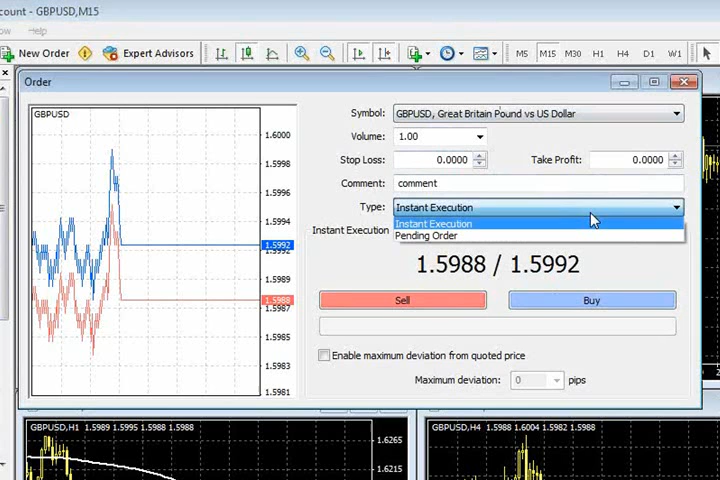 count - GBPUSD,M15
Help
New Order
Expert Advisors
M5 M15 M30 H1 H4 D1 W1
Order
GBPUSD
1.6000
1.5998
1.5996
1.5994
1.5992
1.5992
1.5989
1.5988
1.5987
1.5985
1.5983
1.5981
Symbol: GBPUSD, Great Britain Pound vs US Dollar
Volume: 1.00
Stop Loss: 0.0000 Take Profit: 0.0000
Comment: comment
Type: Instant Execution
Instant Execution
Pending Order
Instant Execution
1.5988 / 1.5992
Sell Buy
Enable maximum deviation from quoted price
Maximum deviation: 0 pips
GBPUSD,H1 1.5989 1.5995 1.5988 1.5988
1.6265
1.6215
GBPUSD,H4 1.5988 1.6004 1.5982 1.5988